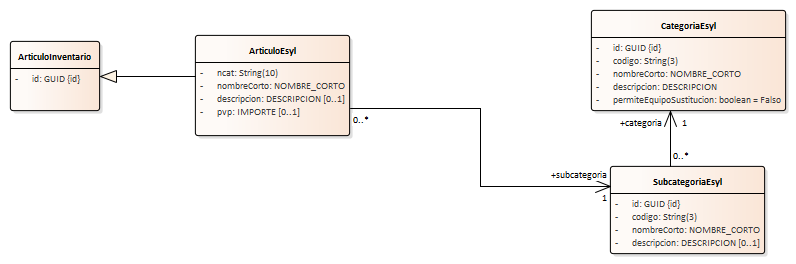 ArticuloInventario
- id: GUID {id}
ArticuloEsyl
- ncat: String(10)
- nombreCorto: NOMBRE_CORTO
- descripcion: DESCRIPCION [0..1]
- pvp: IMPORTE [0..1]
0..*
+subcategoria
1
CategoriaEsyl
- id: GUID {id}
- codigo: String(3)
- nombreCorto: NOMBRE_CORTO
- descripcion: DESCRIPCION
- permiteEquipoSustitucion: boolean = Falso
+categoria
1
0..*
SubcategoriaEsyl
- id: GUID {id}
- codigo: String(3)
- nombreCorto: NOMBRE_CORTO
- descripcion: DESCRIPCION [0..1]